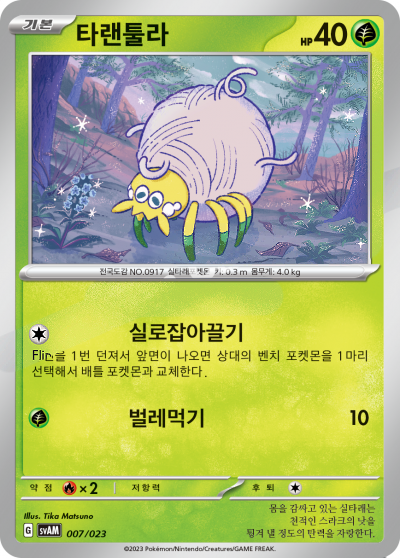 기본 타랜툴라 HP 40
전국도감 NO.0917 실타래포켓몬 키: 0.3 m 몸무게: 4.0 kg
실로잡아끌기
Flip를 1번 던져서 앞면이 나오면 상대의 벤치 포켓몬을 1마리
선택해서 배틀 포켓몬과 교체한다.
벌레먹기 10
약점 ×2 저항력 후퇴
Illus. Tika Matsuno
G svAM 007/023
몸을 감싸고 있는 실타래는
천적인 스라크의 낫을
튕겨 낼 정도의 탄력을 자랑한다.
©2023 Pokémon/Nintendo/Creatures/GAME FREAK.